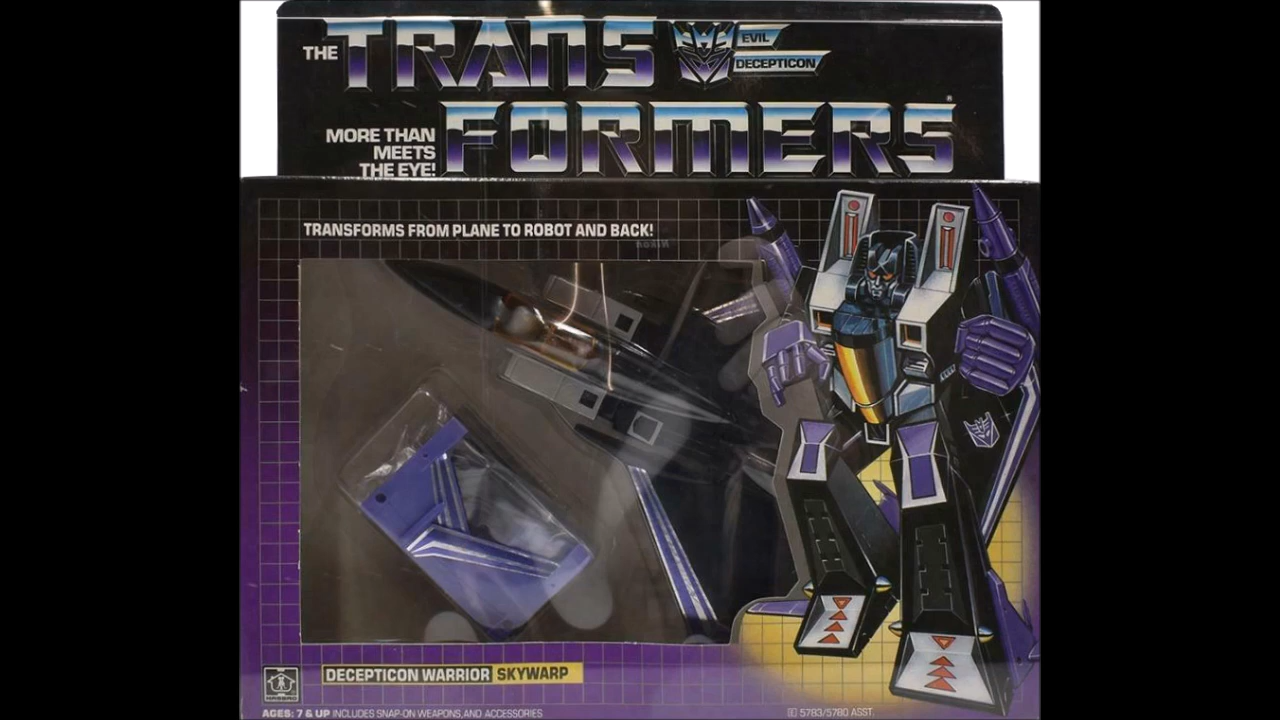 THE TRANS
EVIL
DECEPTICON
FORMERS®
MORE THAN
MEETS
THE EYE!
TRANSFORMS FROM PLANE TO ROBOT AND BACK!
DECEPTICON WARRIOR SKYWARP
HASBRO
AGES: 7 & UP INCLUDES SNAP-ON WEAPONS, AND ACCESSORIES
5783/5780 ASST.